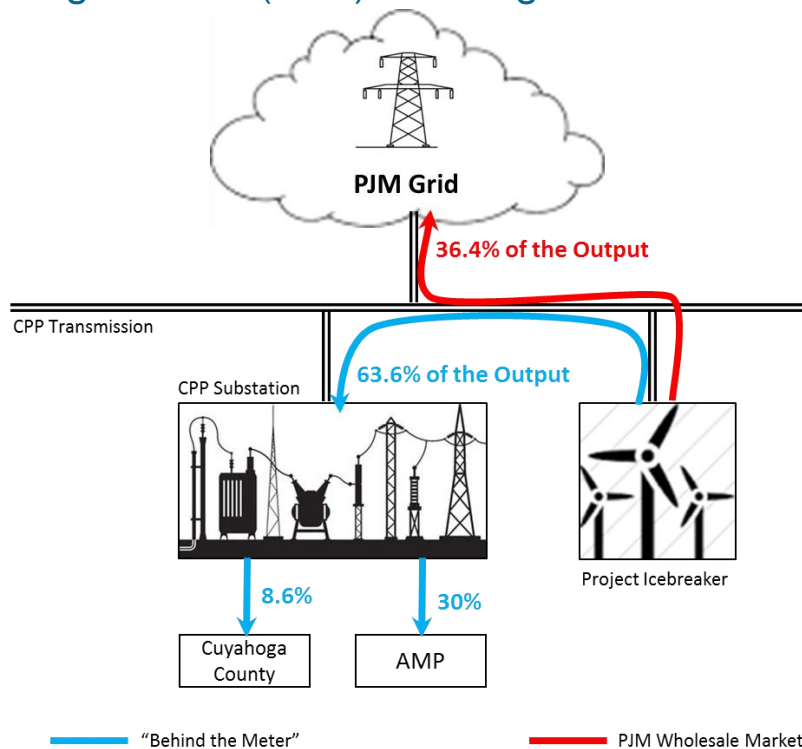 PJM Grid
36.4% of the Output
CPP Transmission
63.6% of the Output
CPP Substation
Project Icebreaker
8.6%
30%
Cuyahoga
County
AMP
“Behind the Meter”
PJM Wholesale Market